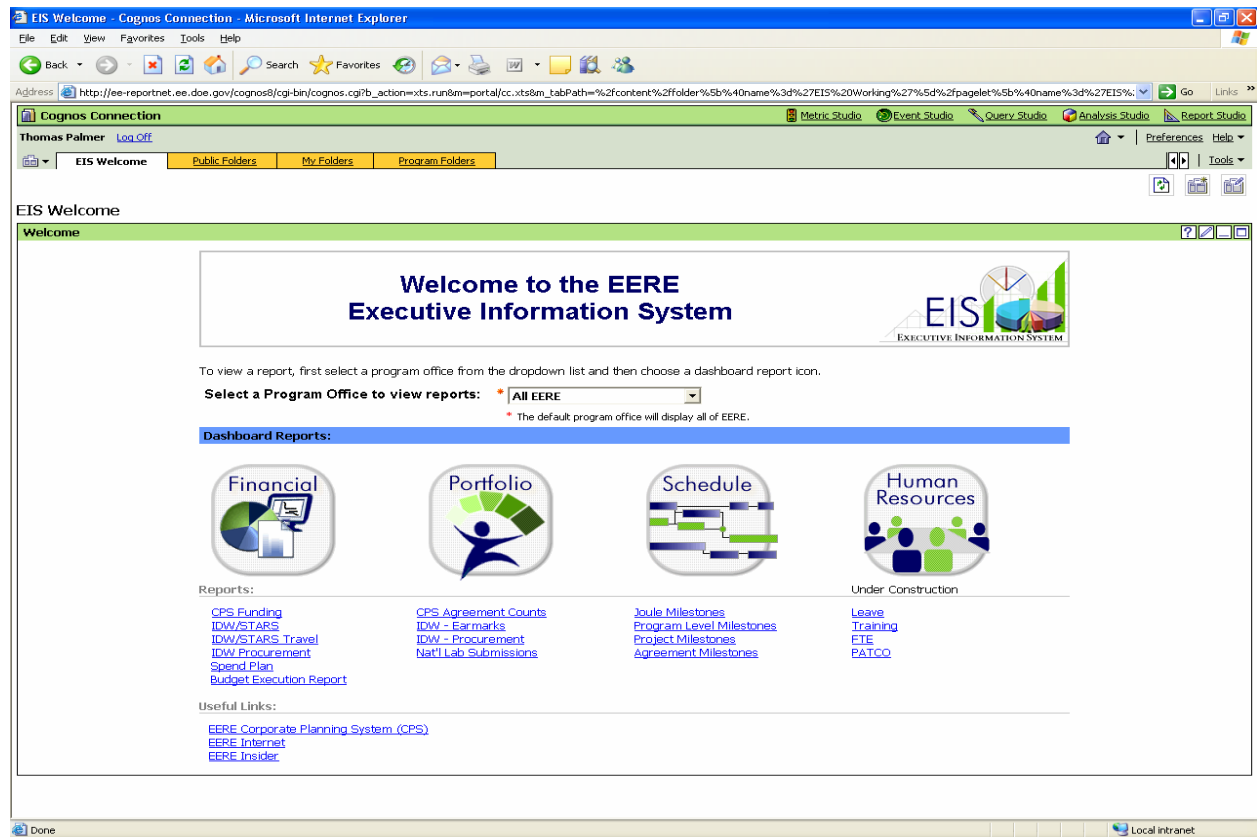 EIS Welcome - Cognos Connection - Microsoft Internet Explorer
File Edit View Favorites Tools Help
Back Search Favorites
Address http://ee-reportnet.ee.doe.gov/cognos8/cgi-bin/cognos.cgi?b_action=xts.run&m=portal/cc.xts&m_tabPath=%2fcontent%2ffolder%5b%40name%3d%27EIS%20Working%27%5d%2fpagelet%5b%40name%3d%27EIS% Go Links »
Cognos Connection Metric Studio Event Studio Query Studio Analysis Studio Report Studio
Thomas Palmer Log Off Preferences Help
EIS Welcome Public Folders My Folders Program Folders Tools
EIS Welcome
Welcome
Welcome to the EERE
Executive Information System
EIS
EXECUTIVE INFORMATION SYSTEM
To view a report, first select a program office from the dropdown list and then choose a dashboard report icon.
Select a Program Office to view reports: * All EERE
* The default program office will display all of EERE.
Dashboard Reports:
Financial Portfolio Schedule Human Resources
Reports: Under Construction
CPS Funding CPS Agreement Counts Joule Milestones Leave
IDW/STARS IDW - Earmarks Program Level Milestones Training
IDW/STARS Travel IDW - Procurement Project Milestones FTE
IDW Procurement Nat'l Lab Submissions Agreement Milestones PATCO
Spend Plan
Budget Execution Report
Useful Links:
EERE Corporate Planning System (CPS)
EERE Internet
EERE Insider
Done Local intranet